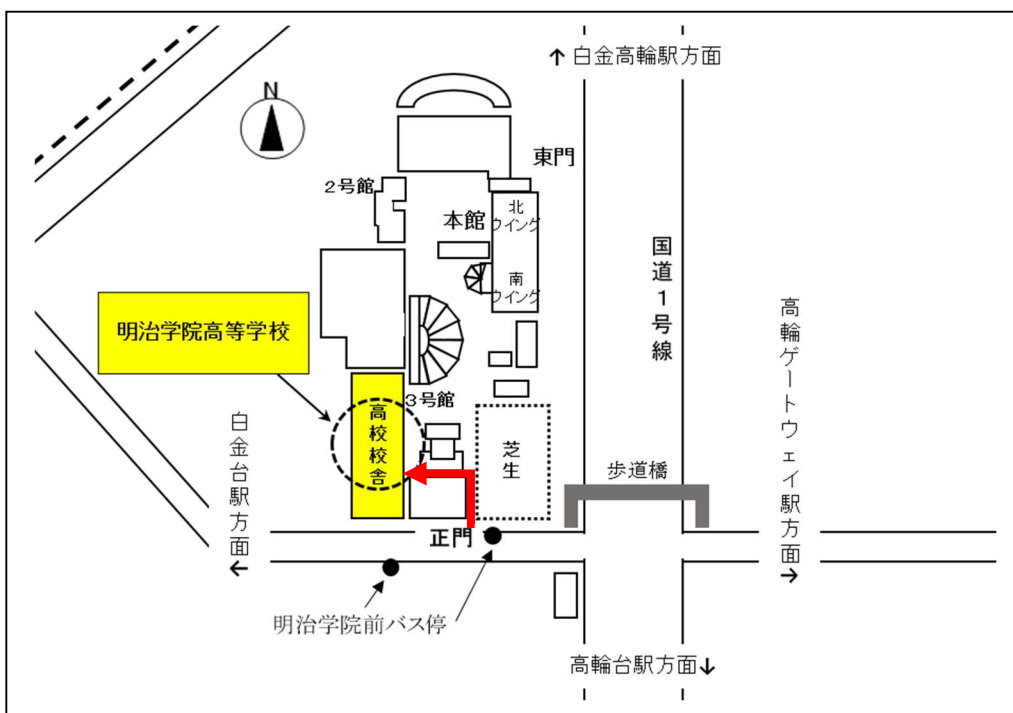 ↑ 白金高輪駅方面
N
東門
2号館
北
ウイング
本館
国道1号線
南
ウイング
高輪ゲートウェイ駅方面→
明治学院高等学校
3号館
高校校舎
白金台駅方面←
芝生
歩道橋
正門
明治学院前バス停
高輪台駅方面↓